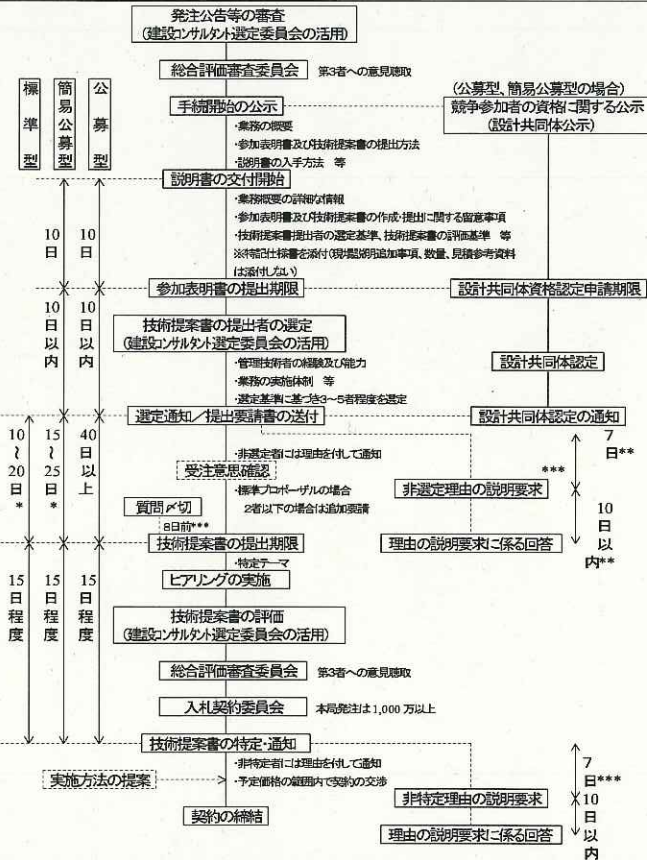 発注公告等の審査
(建設コンサルタント選定委員会の活用)
総合評価審査委員会 第3者への意見聴取
標準型
簡易公募型
公募型
手続開始の公示
・業務の概要
・参加表明書及び技術提案書の提出方法
・説明書の入手方法 等
(公募型、簡易公募型の場合)
競争参加者の資格に関する公示
(設計共同体公示)
説明書の交付開始
・業務概要の詳細な情報
・参加表明書及び技術提案書の作成・提出に関する留意事項
・技術提案書提出者の選定基準、技術提案書の評価基準 等
※特記仕様書を添付(現場説明追加事項、数量、見積参考資料
は添付しない)
10日
10日
参加表明書の提出期限
設計共同体資格認定申請期限
10日以内
10日以内
技術提案書の提出者の選定
(建設コンサルタント選定委員会の活用)
・管理技術者の経験及び能力
・業務の実施体制 等
・選定基準に基づき3～5者程度を選定
設計共同体認定
選定通知／提出要請書の送付
設計共同体認定の通知
10～20日*
15～25日*
40日以上
・非選定者には理由を付して通知
受注意思確認
・標準プロポーザルの場合
2者以下の場合は追加要請
質問〆切
8日前***
***
7日**
非選定理由の説明要求
10日以内**
技術提案書の提出期限
理由の説明要求に係る回答
・特定テーマ
ヒアリングの実施
15日程度
15日程度
15日程度
技術提案書の評価
(建設コンサルタント選定委員会の活用)
総合評価審査委員会 第3者への意見聴取
入札契約委員会 本局発注は1,000万以上
技術提案書の特定・通知
・非特定者には理由を付して通知
実施方法の提案
・予定価格の範囲内で契約の交渉
7日***
非特定理由の説明要求
10日以内
契約の締結
理由の説明要求に係る回答